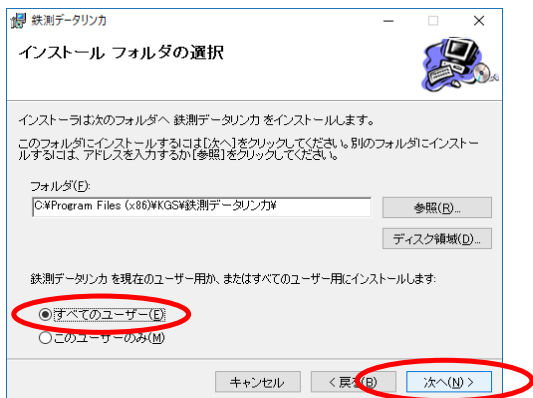 鉄測データリンカ
インストール フォルダの選択
インストーラは次のフォルダへ 鉄測データリンカ をインストールします。
このフォルダにインストールするには[次へ]をクリックしてください。別のフォルダにインストー
ルするには、アドレスを入力するか[参照]をクリックしてください。
フォルダ(F):
C:¥Program Files (x86)¥KGS¥鉄測データリンカ¥
参照(R)...
ディスク領域(D)...
鉄測データリンカ を現在のユーザー用か、またはすべてのユーザー用にインストールします:
すべてのユーザー(E)
このユーザーのみ(M)
キャンセル
< 戻る(B)
次へ(N) >